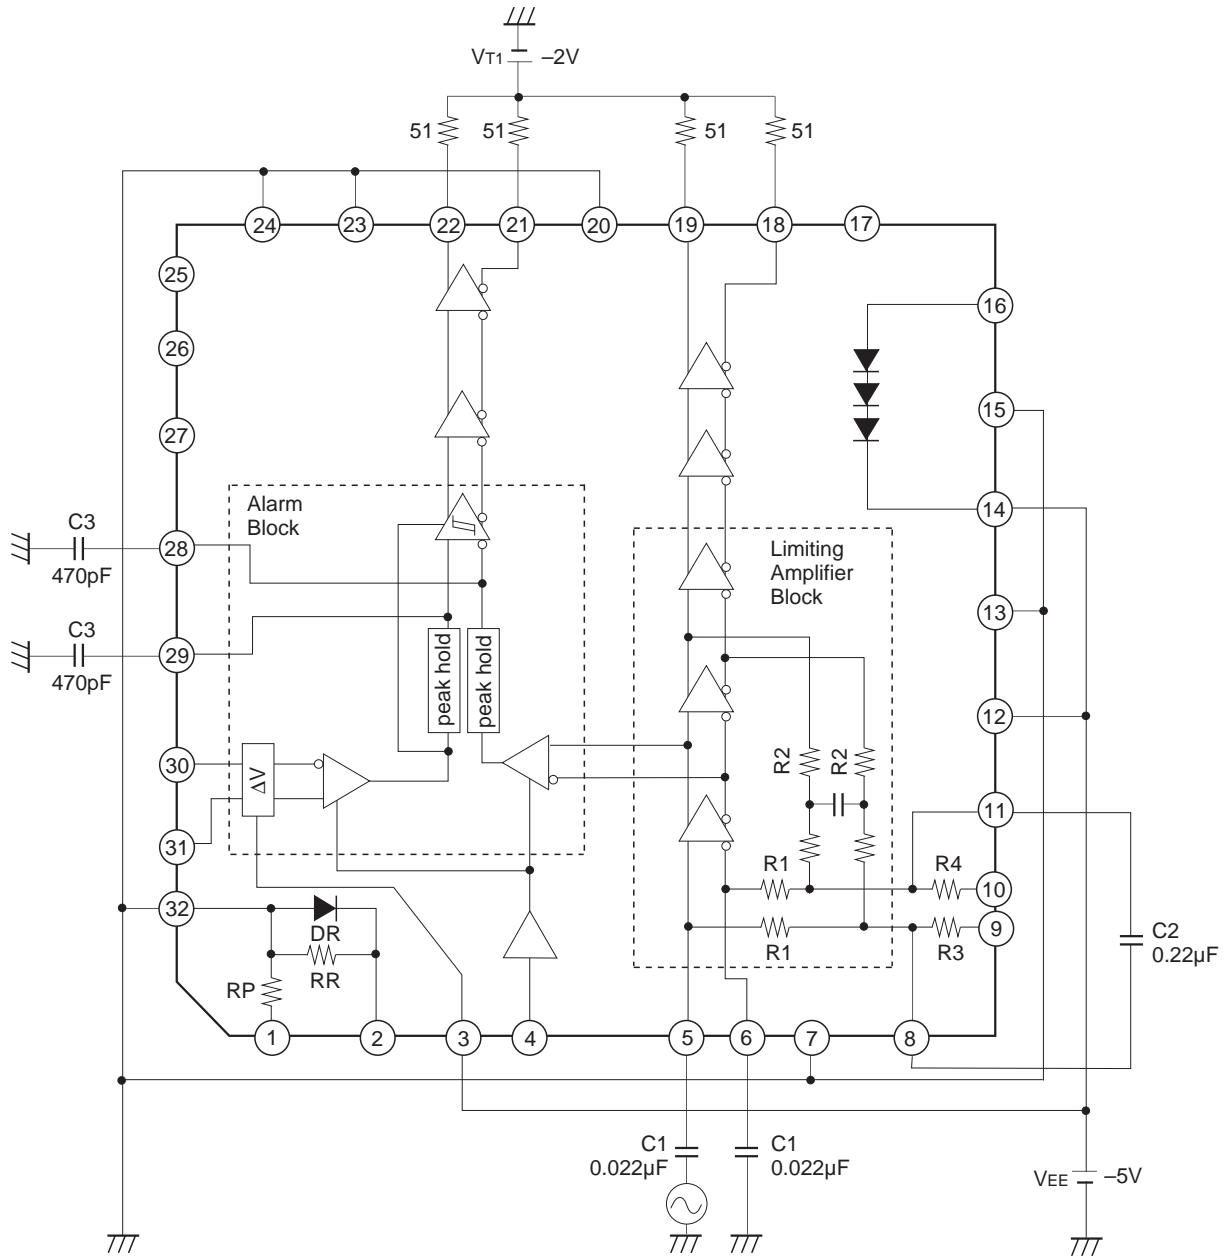 VT1 –2V
51 51 51 51
24 23 22 21 20 19 18 17
25
16
26
27
15
Alarm
Block
14
C3
470pF
28
Limiting
Amplifier
Block
13
C3
470pF
29
peak hold
peak hold
12
30
ΔV
R2 R2
31
11
R1 R4
10
32
DR
RR
RP
R1 R3
9
C2
0.22µF
1 2 3 4 5 6 7 8
C1
0.022µF
C1
0.022µF
VEE –5V